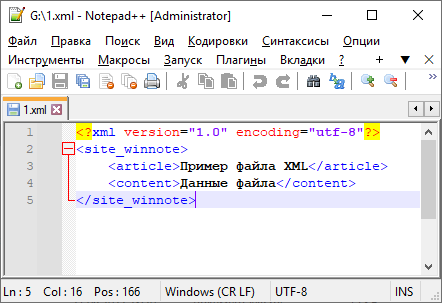 G:\1.xml - Notepad++ [Administrator]
Файл Правка Поиск Вид Кодировки Синтаксисы Опции
Инструменты Макросы Запуск Плагины Вкладки ?
1.xml
1 <?xml version="1.0" encoding="utf-8"?>
2 <site_winnote>
3 <article>Пример файла XML</article>
4 <content>Данные файла</content>
5 </site_winnote>
Ln : 5 Col : 16 Pos : 166 Windows (CR LF) UTF-8 INS